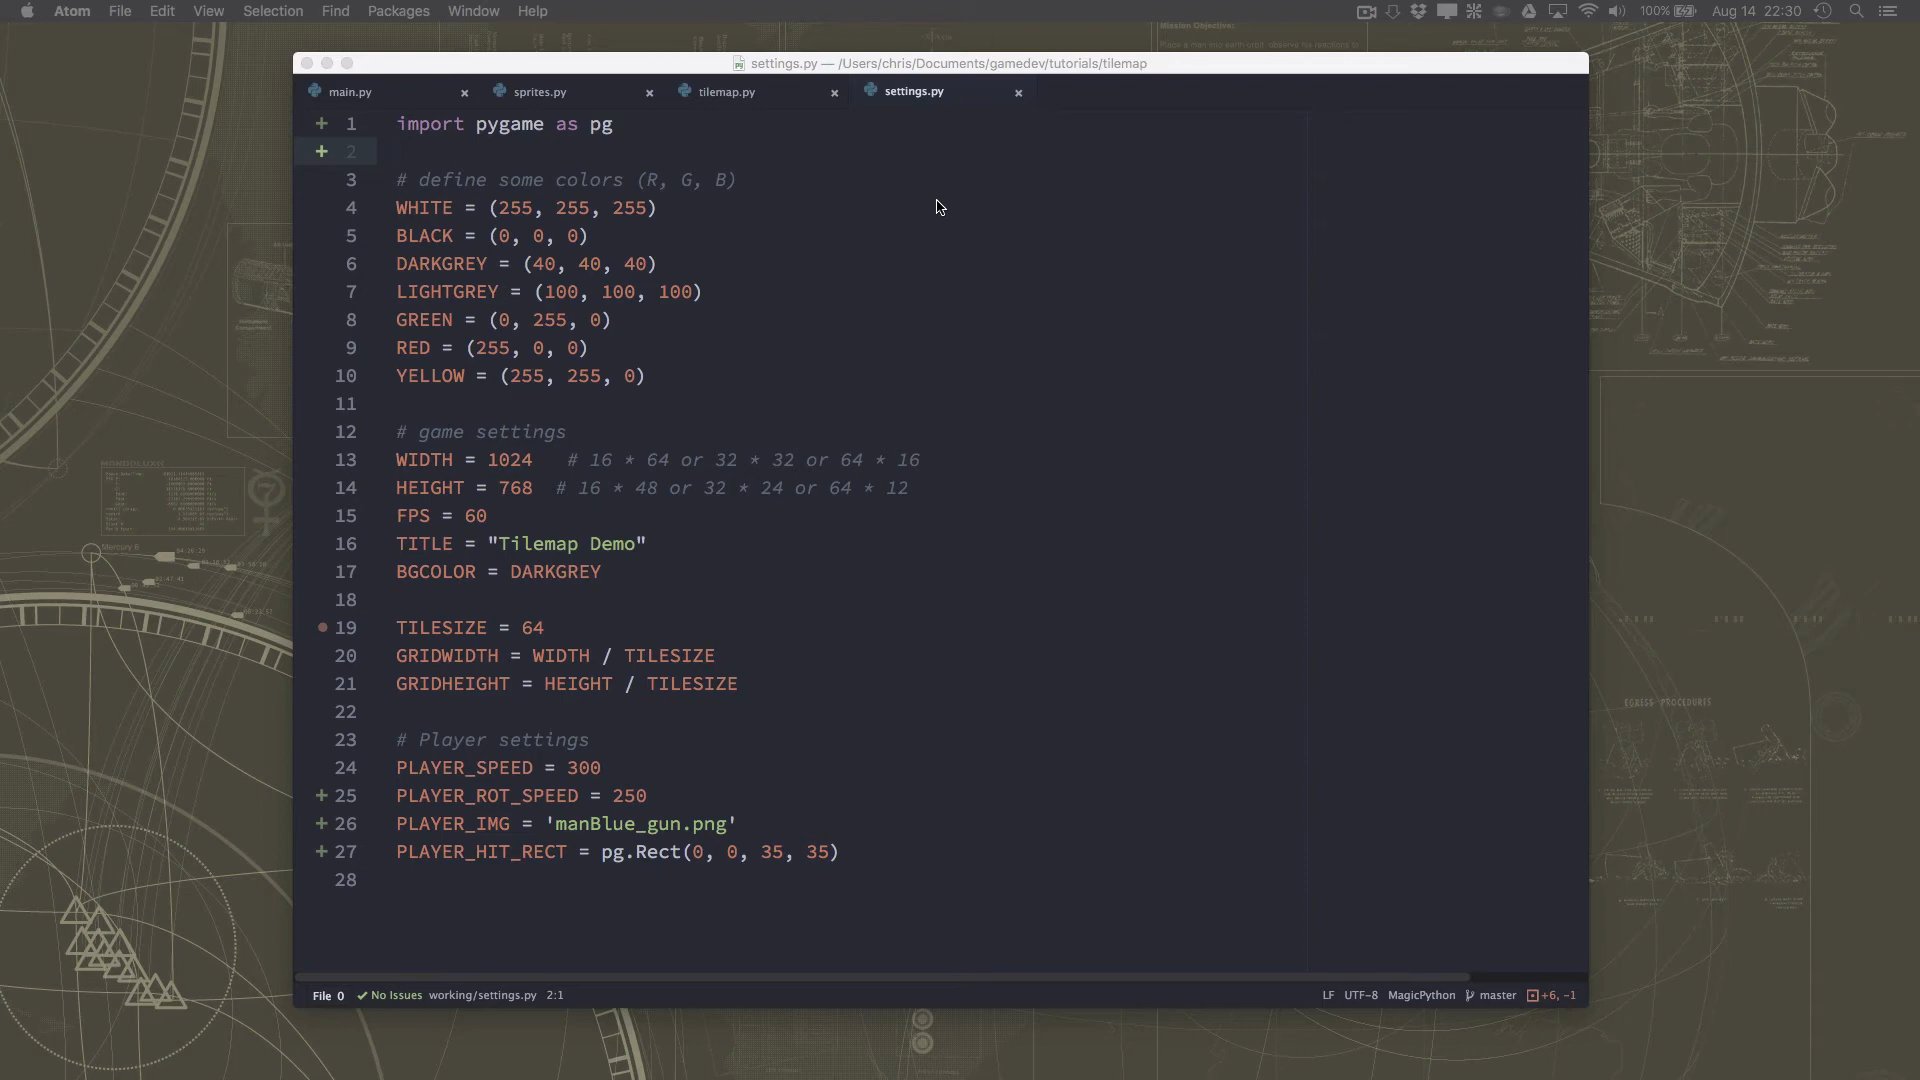 Atom File Edit View Selection Find Packages Window Help 100% Aug 14 22:30
settings.py — /Users/chris/Documents/gamedev/tutorials/tilemap
main.py × sprites.py × tilemap.py × settings.py ×
+ 1 import pygame as pg
+ 2
3 # define some colors (R, G, B)
4 WHITE = (255, 255, 255)
5 BLACK = (0, 0, 0)
6 DARKGREY = (40, 40, 40)
7 LIGHTGREY = (100, 100, 100)
8 GREEN = (0, 255, 0)
9 RED = (255, 0, 0)
10 YELLOW = (255, 255, 0)
11
12 # game settings
13 WIDTH = 1024   # 16 * 64 or 32 * 32 or 64 * 16
14 HEIGHT = 768  # 16 * 48 or 32 * 24 or 64 * 12
15 FPS = 60
16 TITLE = "Tilemap Demo"
17 BGCOLOR = DARKGREY
18
19 TILESIZE = 64
20 GRIDWIDTH = WIDTH / TILESIZE
21 GRIDHEIGHT = HEIGHT / TILESIZE
22
23 # Player settings
24 PLAYER_SPEED = 300
+ 25 PLAYER_ROT_SPEED = 250
+ 26 PLAYER_IMG = 'manBlue_gun.png'
+ 27 PLAYER_HIT_RECT = pg.Rect(0, 0, 35, 35)
28
File 0 No Issues working/settings.py 2:1 LF UTF-8 MagicPython master +6, -1
Mission Objective:
Mercury 6
EGRESS PROCEDURES